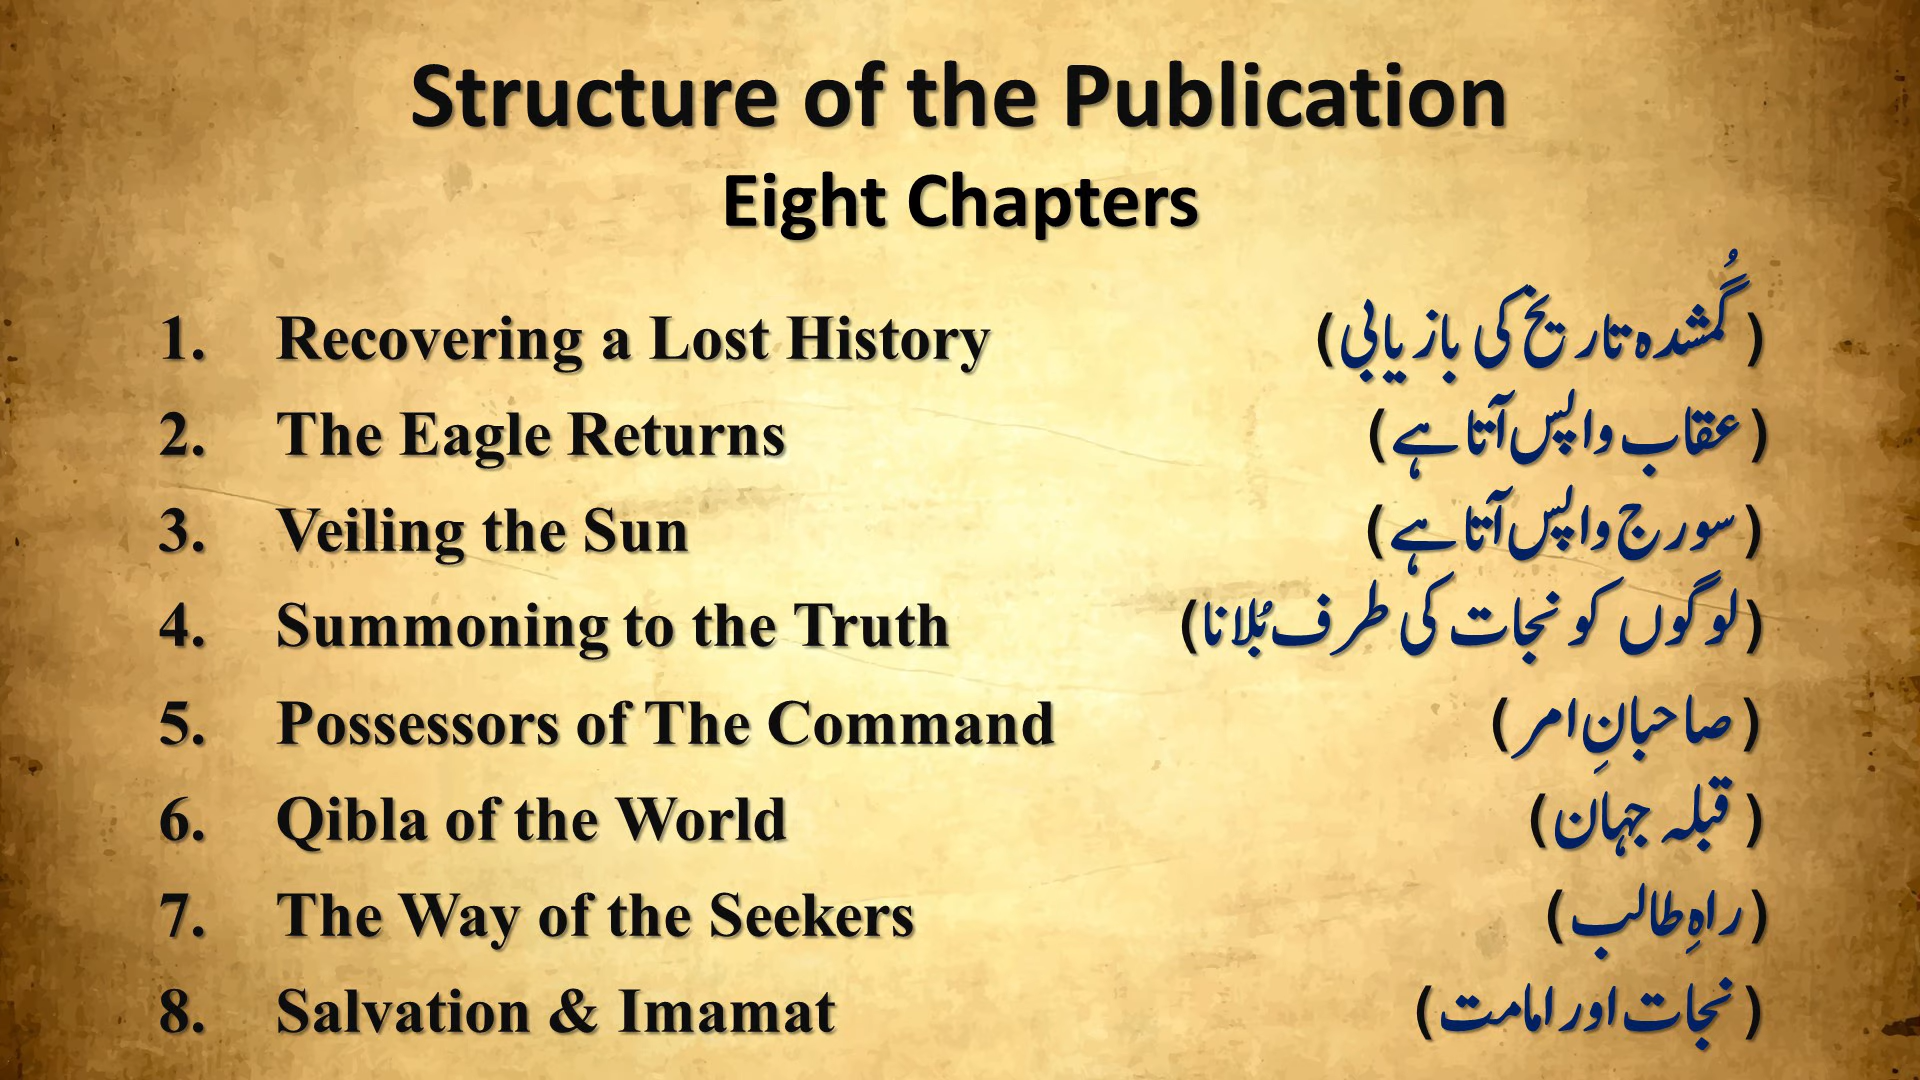 Structure of the Publication
Eight Chapters
1. Recovering a Lost History (گُمشدہ تاریخ کی بازیابی)
2. The Eagle Returns (عقاب واپس آتا ہے)
3. Veiling the Sun (سورج واپس آتا ہے)
4. Summoning to the Truth (لوگوں کو نجات کی طرف بُلانا)
5. Possessors of The Command (صاحبانِ امر)
6. Qibla of the World (قبلہ جہان)
7. The Way of the Seekers (راہِ طالب)
8. Salvation & Imamat (نجات اور امامت)